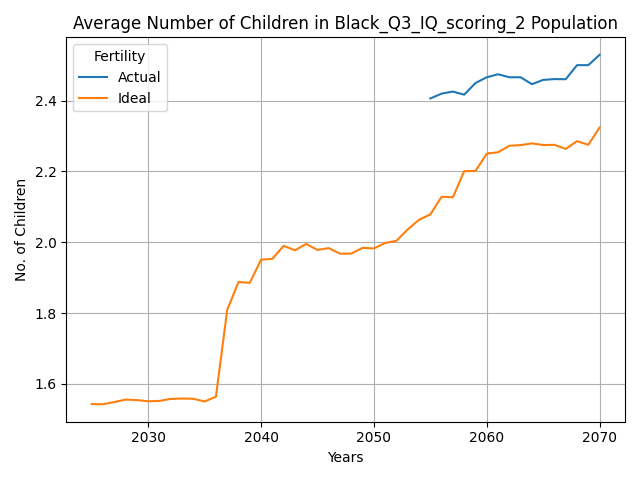 Average Number of Children in Black_Q3_IQ_scoring_2 Population
Fertility
Actual
Ideal
No. of Children
2.4
2.2
2.0
1.8
1.6
2030 2040 2050 2060 2070
Years